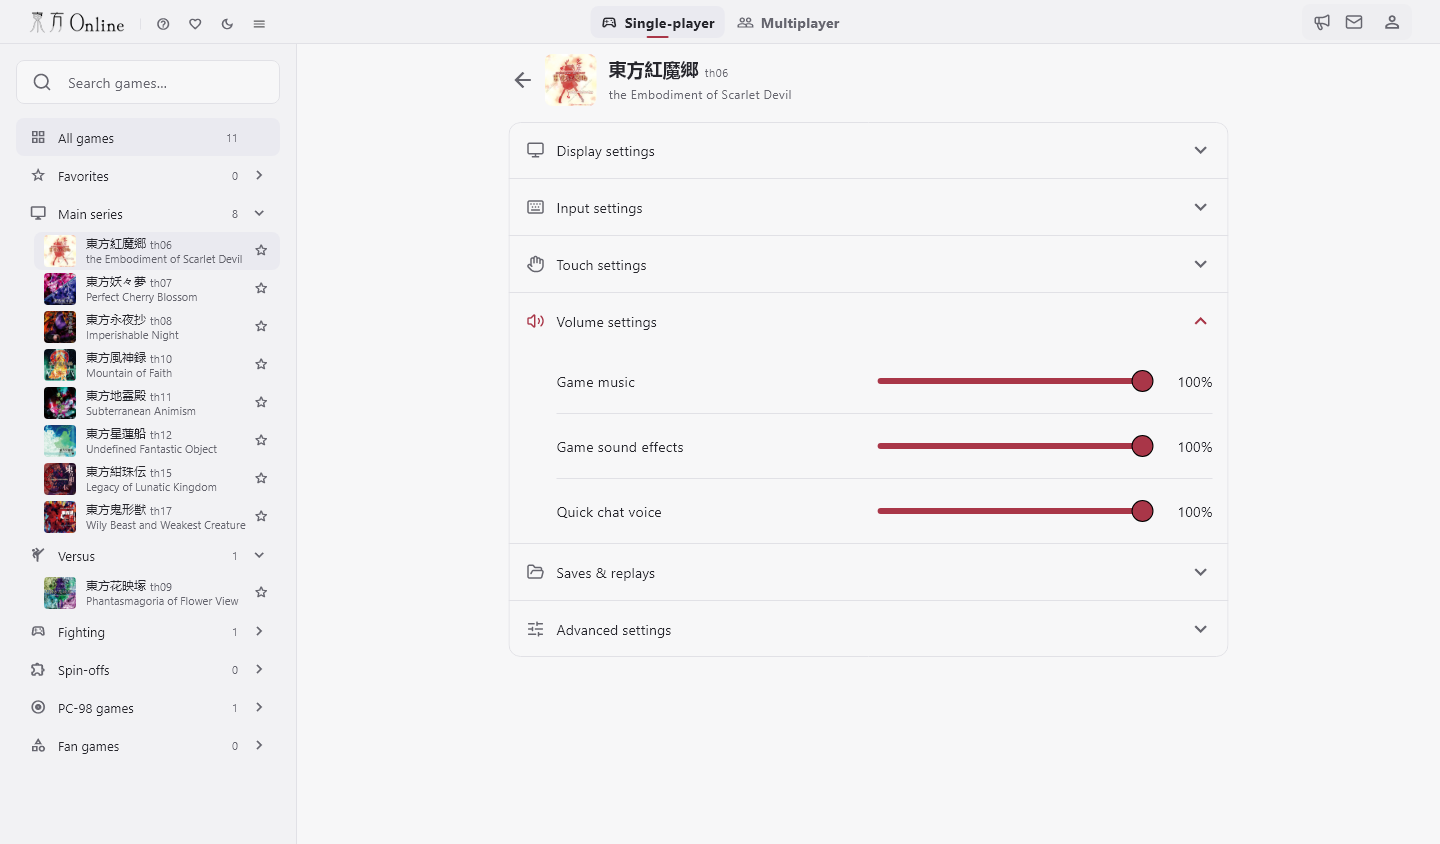 東方 Online
Single-player
Multiplayer
Search games...
All games 11
Favorites 0
Main series 8
東方紅魔郷 th06
the Embodiment of Scarlet Devil
東方妖々夢 th07
Perfect Cherry Blossom
東方永夜抄 th08
Imperishable Night
東方風神録 th10
Mountain of Faith
東方地霊殿 th11
Subterranean Animism
東方星蓮船 th12
Undefined Fantastic Object
東方紺珠伝 th15
Legacy of Lunatic Kingdom
東方鬼形獣 th17
Wily Beast and Weakest Creature
Versus 1
東方花映塚 th09
Phantasmagoria of Flower View
Fighting 1
Spin-offs 0
PC-98 games 1
Fan games 0
東方紅魔郷 th06
the Embodiment of Scarlet Devil
Display settings
Input settings
Touch settings
Volume settings
Game music 100%
Game sound effects 100%
Quick chat voice 100%
Saves & replays
Advanced settings